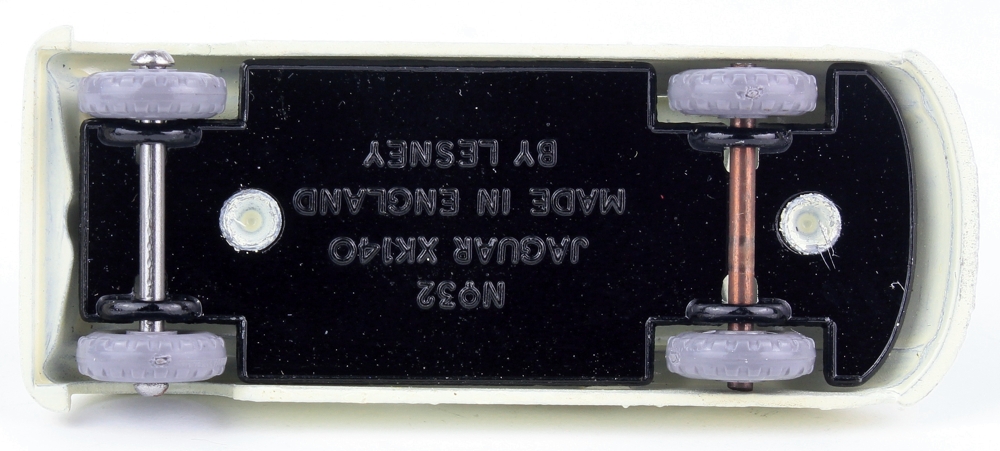 Nº32
JAGUAR XK140
MADE IN ENGLAND
BY LESNEY